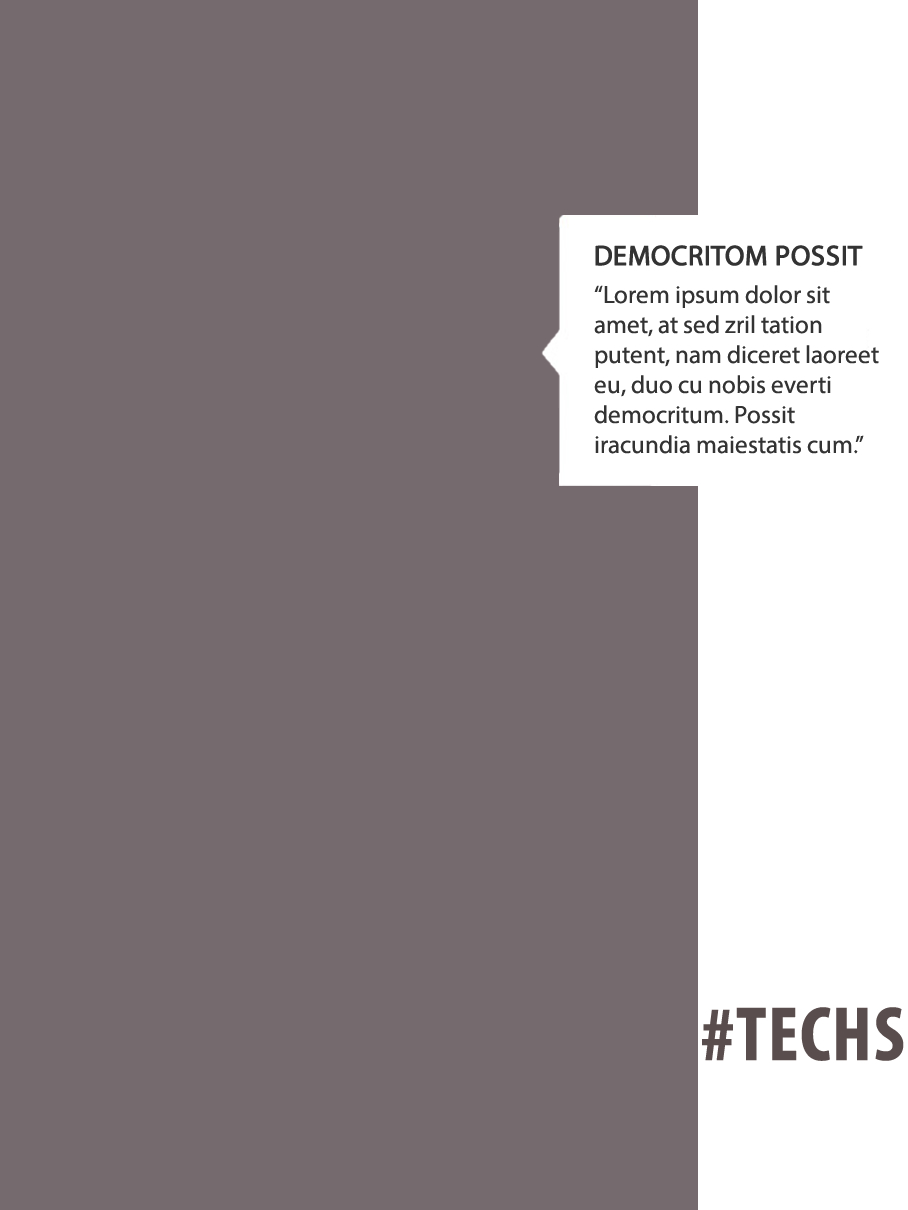 DEMOCRITOM POSSIT
“Lorem ipsum dolor sit
amet, at sed zril tation
putent, nam diceret laoreet
eu, duo cu nobis everti
democritum. Possit
iracundia maiestatis cum.”
#TECHS